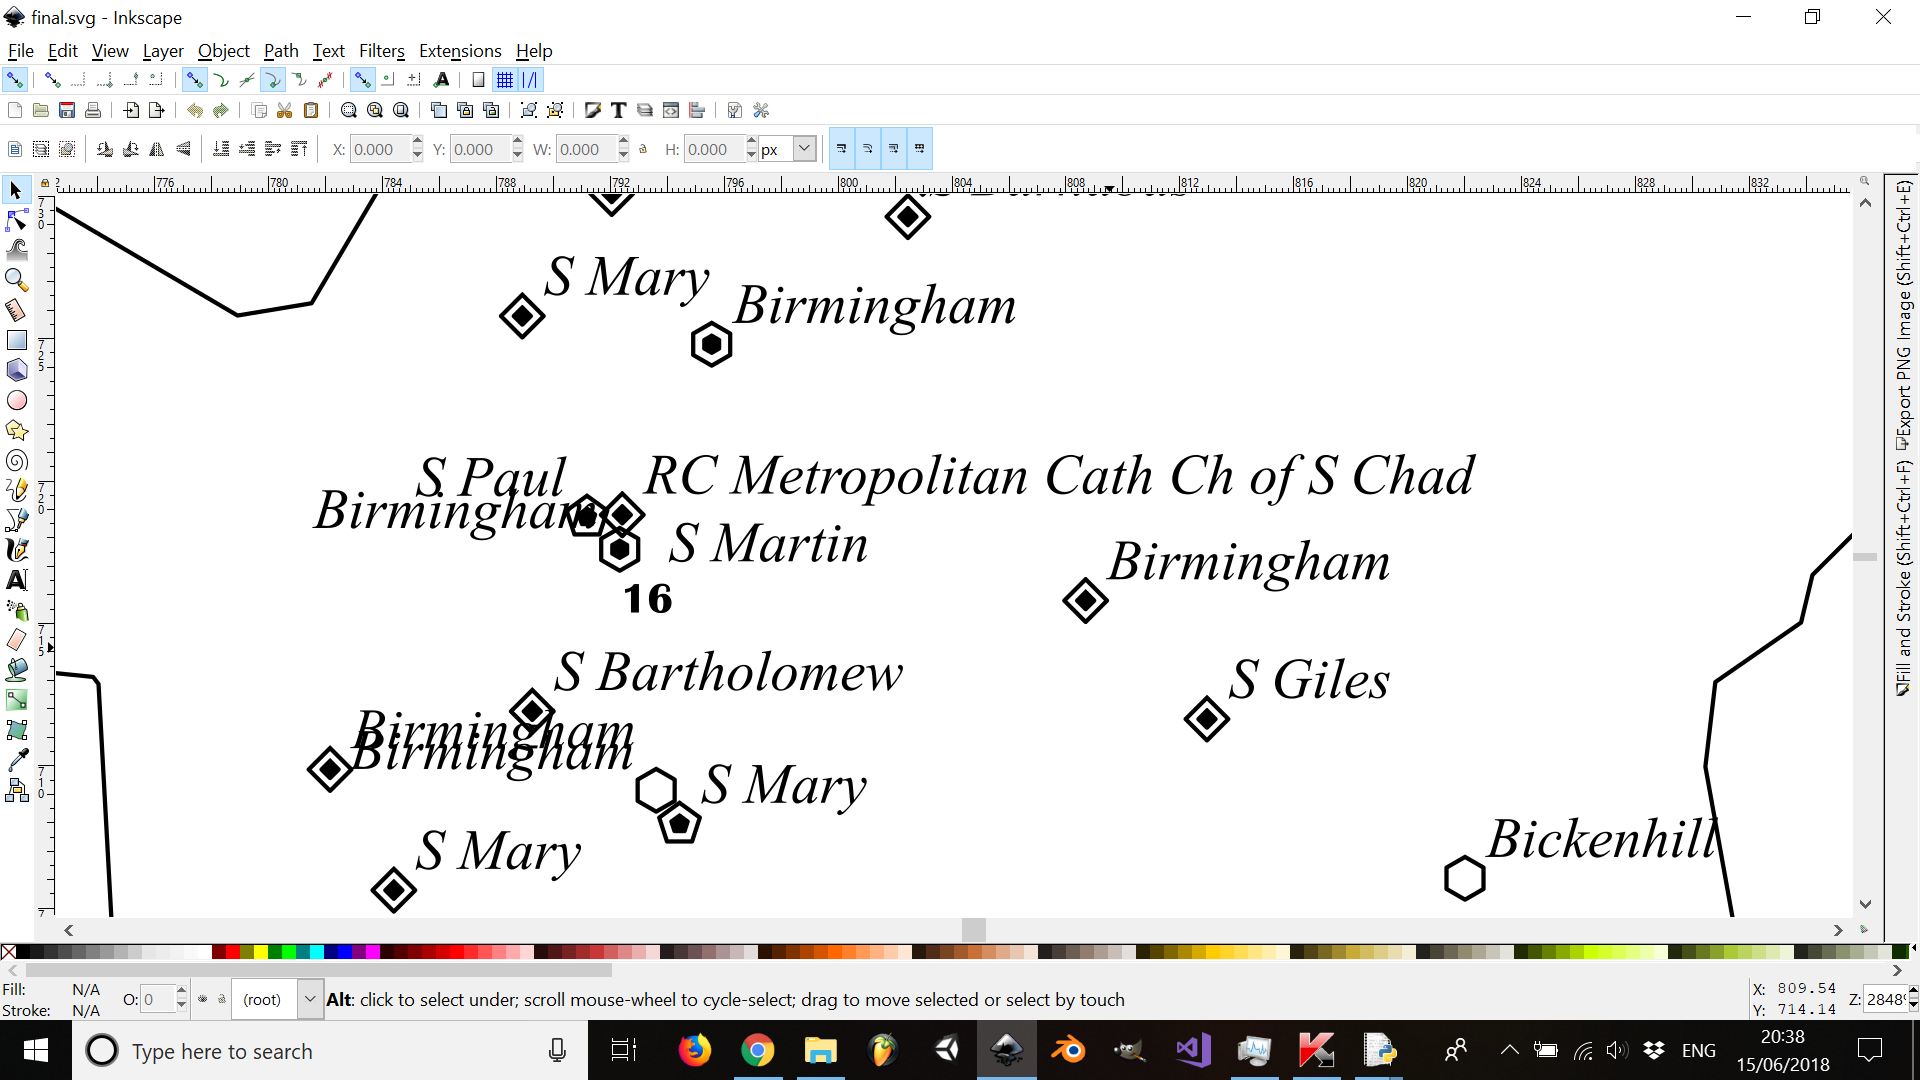 final.svg - Inkscape
File Edit View Layer Object Path Text Filters Extensions Help
X: 0.000 Y: 0.000 W: 0.000 H: 0.000 px
776 780 784 788 792 796 800 804 808 812 816 820 824 828 832
S Mary
Birmingham
S Paul
RC Metropolitan Cath Ch of S Chad
Birmingham
S Martin
Birmingham
16
S Bartholomew
S Giles
Birmingham
Birmingham
S Mary
S Mary
Bickenhill
Export PNG Image (Shift+Ctrl+E)
Fill and Stroke (Shift+Ctrl+F)
Fill: N/A
Stroke: N/A
O: 0
(root)
Alt: click to select under; scroll mouse-wheel to cycle-select; drag to move selected or select by touch
X: 809.54
Y: 714.14
Z: 2848
Type here to search
ENG
20:38
15/06/2018